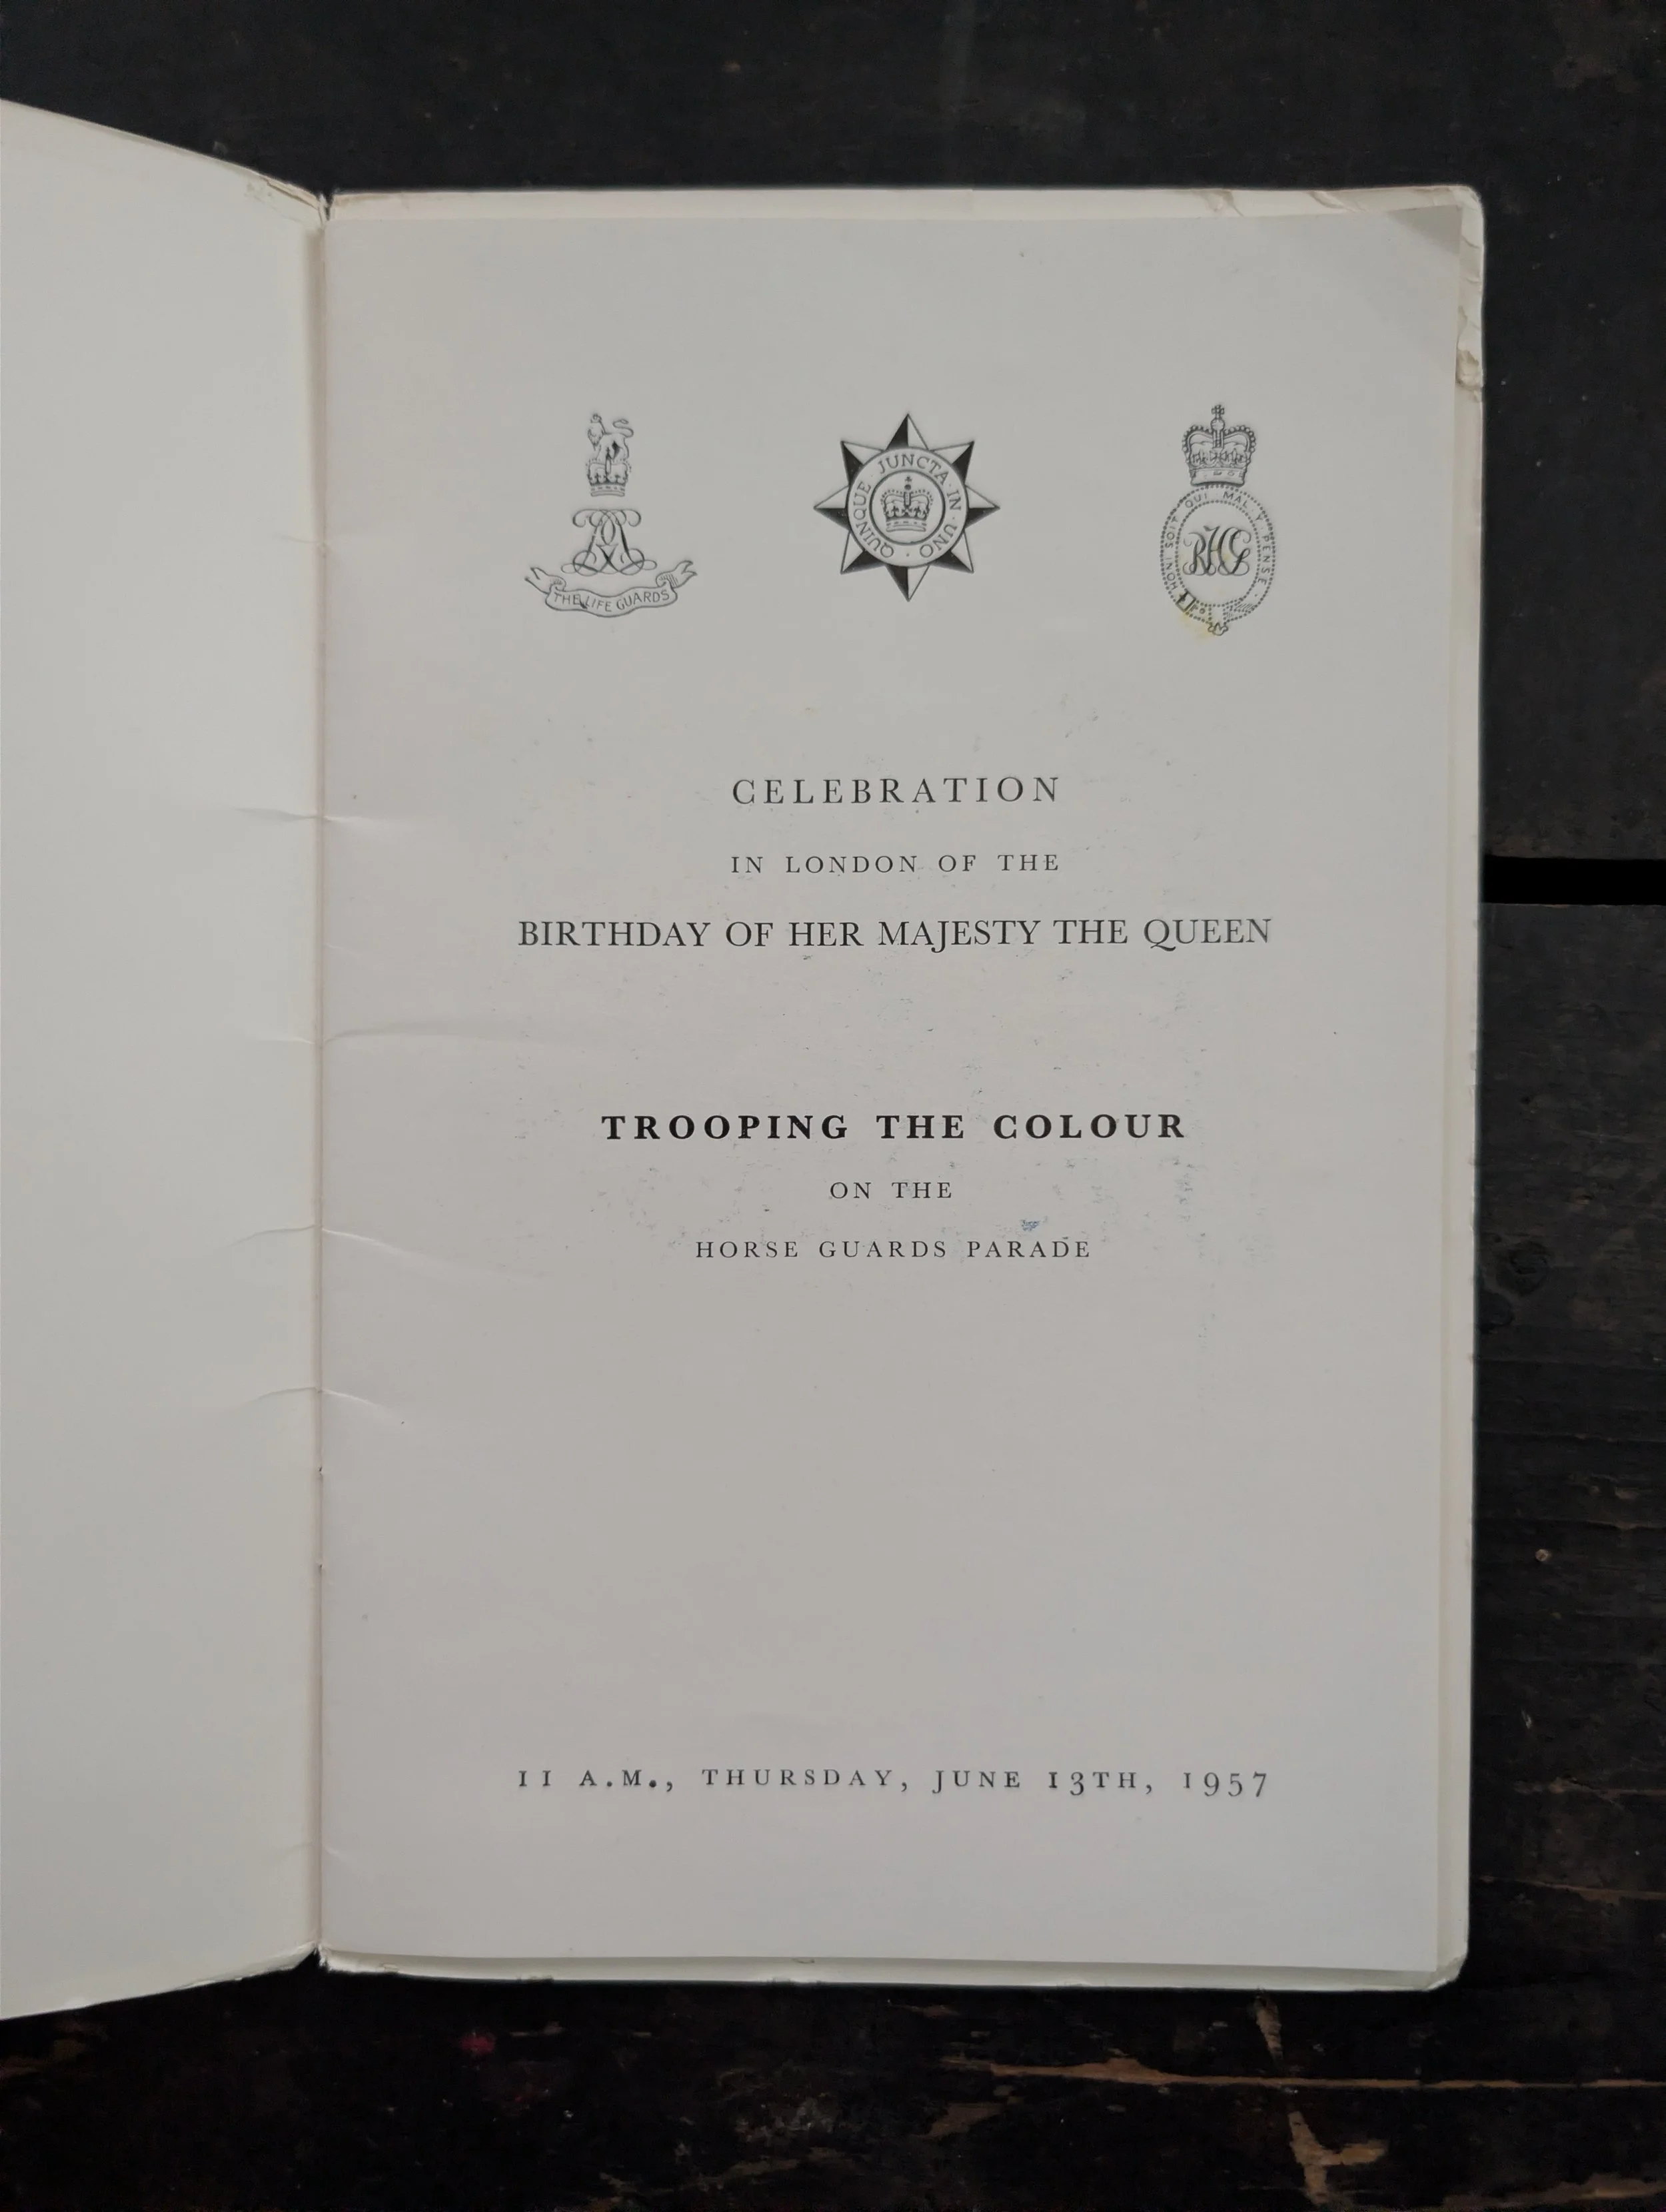 THE LIFE GUARDS
QUINQUE JUNCTA IN UNO
HONI SOIT QUI MAL Y PENSE
RHG
CELEBRATION
IN LONDON OF THE
BIRTHDAY OF HER MAJESTY THE QUEEN
TROOPING THE COLOUR
ON THE
HORSE GUARDS PARADE
11 A.M., THURSDAY, JUNE 13TH, 1957